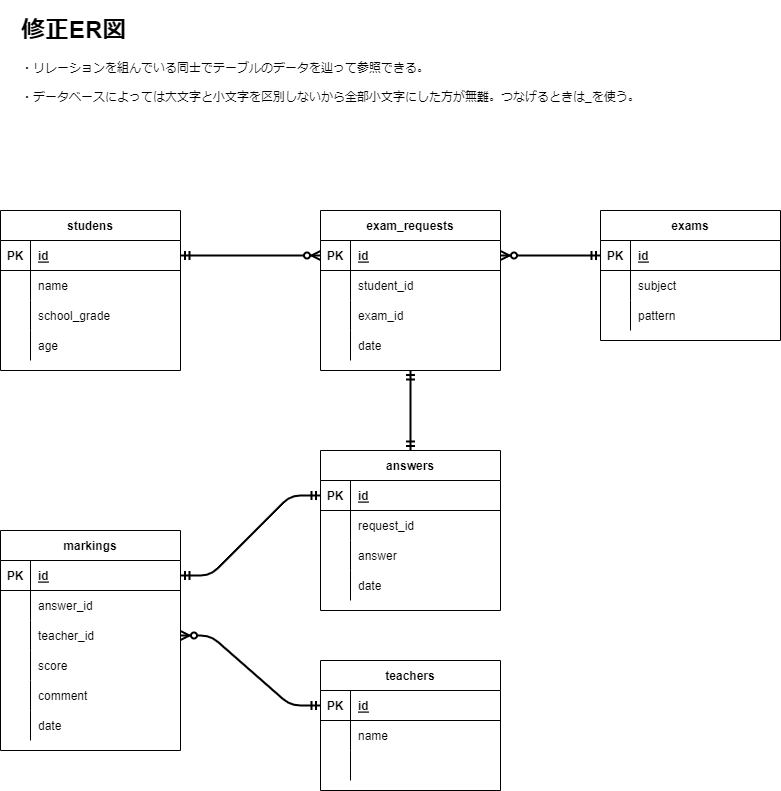 修正ER図
・リレーションを組んでいる同士でテーブルのデータを辿って参照できる。
・データベースによっては大文字と小文字を区別しないから全部小文字にした方が無難。つなげるときは_を使う。
studens
PK id
name
school_grade
age
exam_requests
PK id
student_id
exam_id
date
exams
PK id
subject
pattern
answers
PK id
request_id
answer
date
markings
PK id
answer_id
teacher_id
score
comment
date
teachers
PK id
name